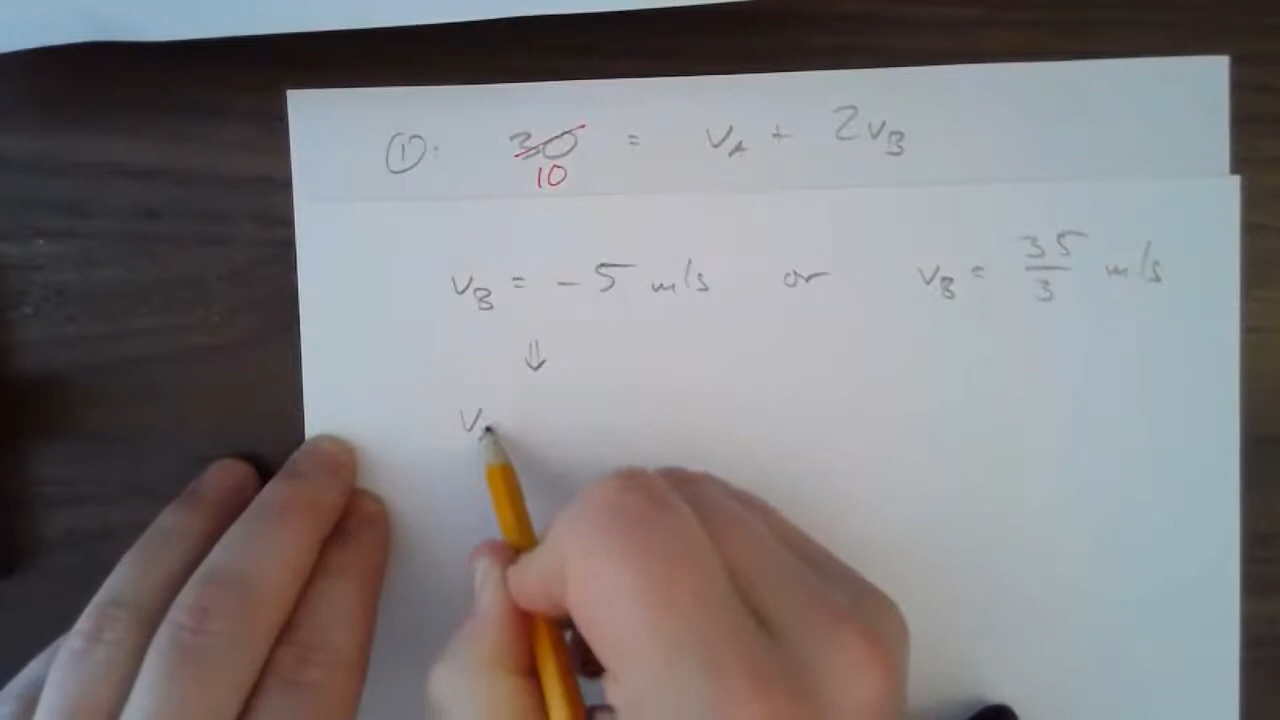 ①: 30 = vA + 2vB
10
vB = -5 m/s or vB = 35/3 m/s
⇓
v